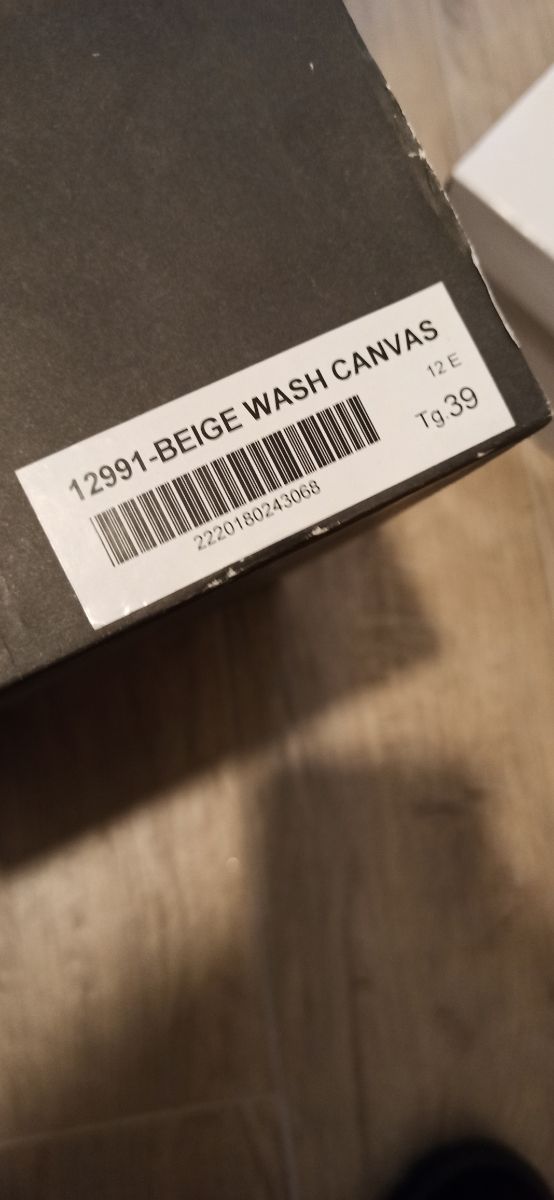 12991-BEIGE WASH CANVAS
12 E
Tg.39
2220180243068